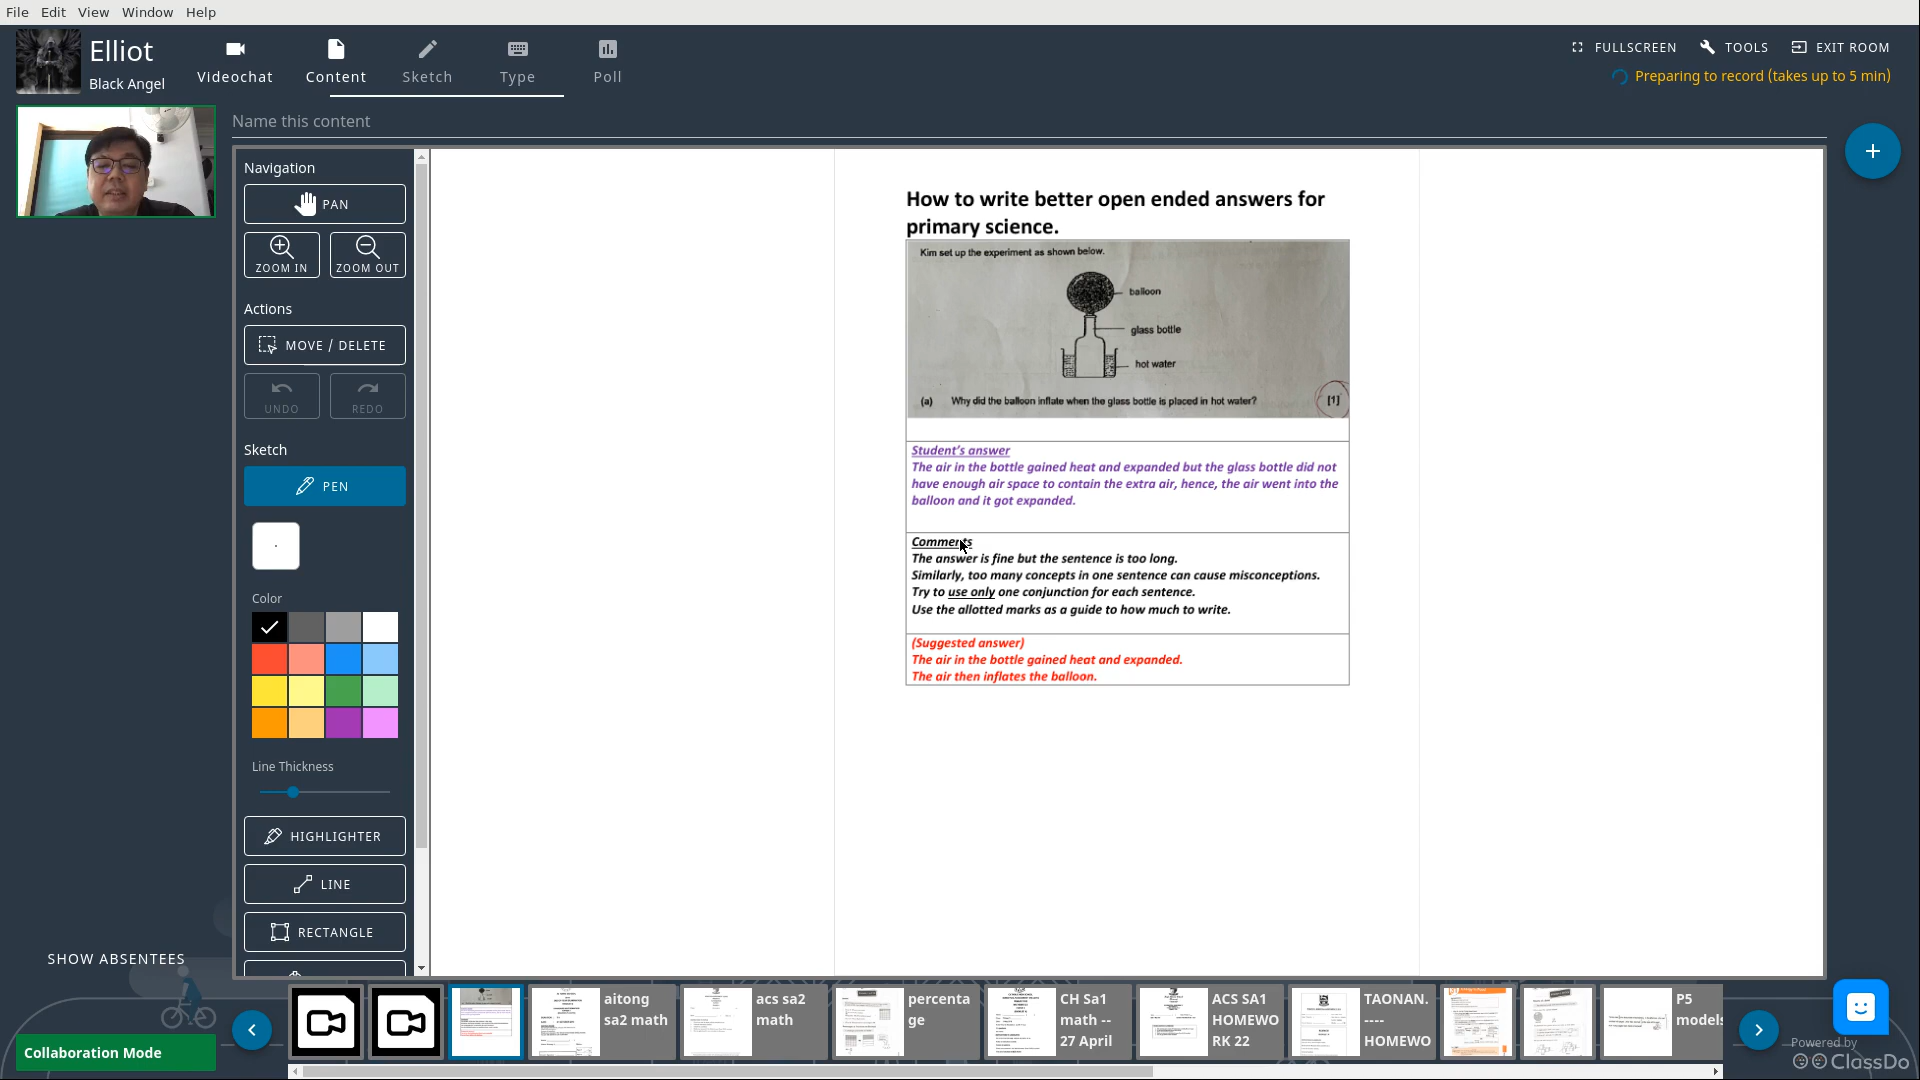 File Edit View Window Help
Elliot
Black Angel
Videochat
Content
Sketch
Type
Poll
FULLSCREEN
TOOLS
EXIT ROOM
Preparing to record (takes up to 5 min)
Name this content
Navigation
PAN
ZOOM IN
ZOOM OUT
Actions
MOVE / DELETE
UNDO
REDO
Sketch
PEN
Color
Line Thickness
HIGHLIGHTER
LINE
RECTANGLE
How to write better open ended answers for
primary science.
Kim set up the experiment as shown below.
balloon
glass bottle
hot water
(a) Why did the balloon inflate when the glass bottle is placed in hot water? [1]
Student's answer
The air in the bottle gained heat and expanded but the glass bottle did not
have enough air space to contain the extra air, hence, the air went into the
balloon and it got expanded.
Comments
The answer is fine but the sentence is too long.
Similarly, too many concepts in one sentence can cause misconceptions.
Try to use only one conjunction for each sentence.
Use the allotted marks as a guide to how much to write.
(Suggested answer)
The air in the bottle gained heat and expanded.
The air then inflates the balloon.
SHOW ABSENTEES
Collaboration Mode
aitong
sa2 math
acs sa2
math
percenta
ge
CH Sa1
math --
27 April
ACS SA1
HOMEWO
RK 22
TAONAN.
----
HOMEWO
P5
models
Powered by
ClassDo